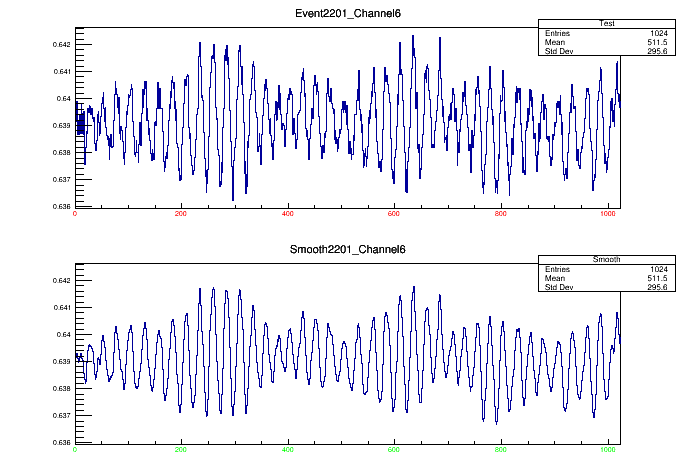 Event2201_Channel6
Test
Entries 1024
Mean 511.5
Std Dev 295.6
0.642
0.641
0.64
0.639
0.638
0.637
0.636
0 200 400 600 800 1000
Smooth2201_Channel6
Smooth
Entries 1024
Mean 511.5
Std Dev 295.6
0.642
0.641
0.64
0.639
0.638
0.637
0.636
0 200 400 600 800 1000